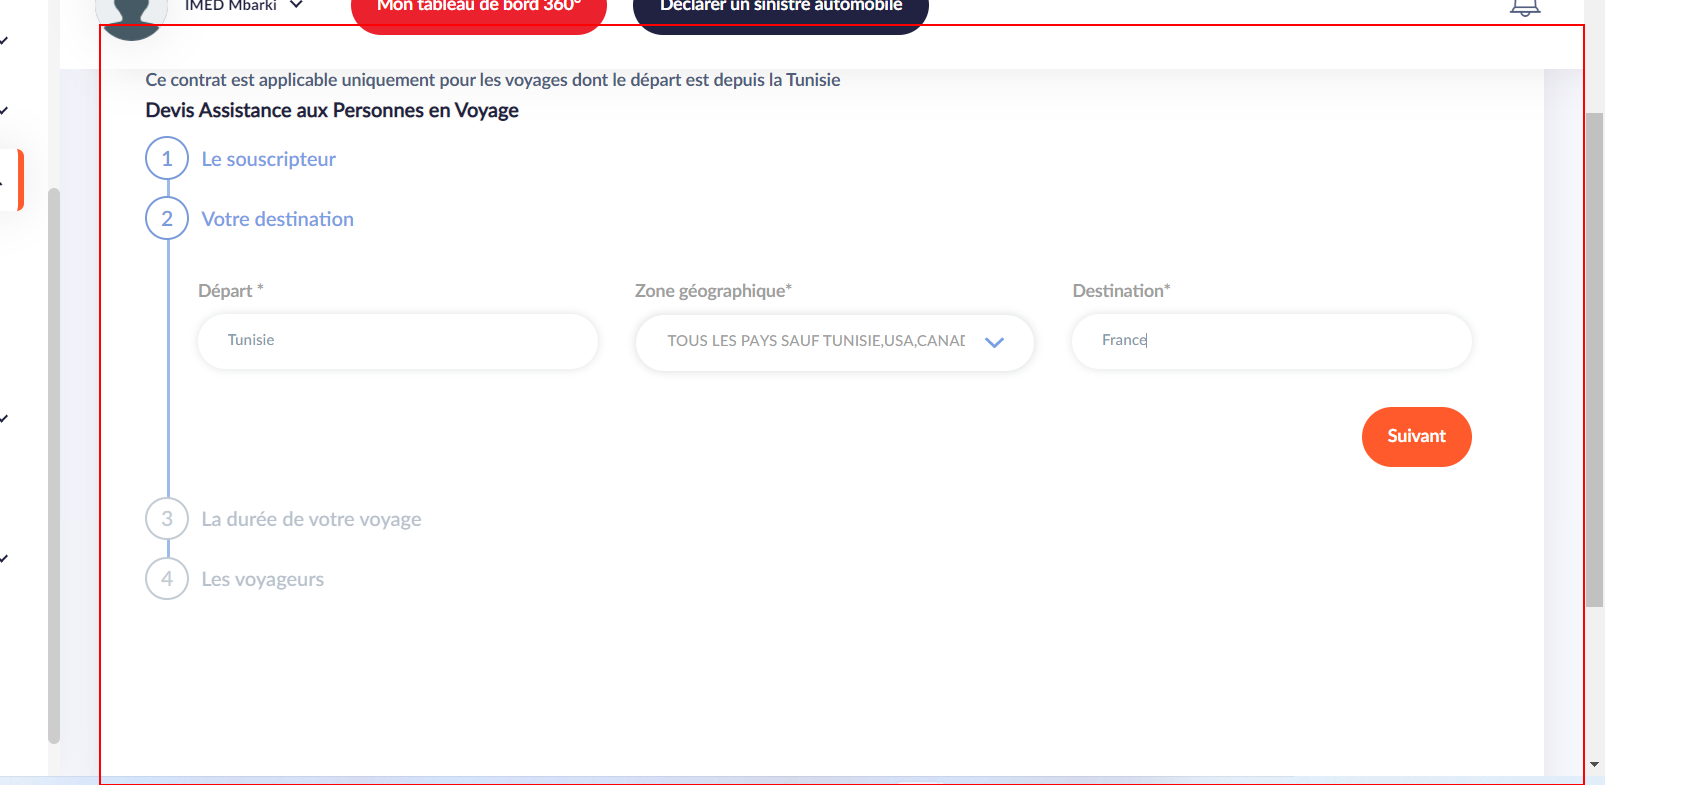 IMED Mbarki
Mon tableau de bord 360°
Déclarer un sinistre automobile
Ce contrat est applicable uniquement pour les voyages dont le départ est depuis la Tunisie
Devis Assistance aux Personnes en Voyage
1 Le souscripteur
2 Votre destination
Départ * Zone géographique* Destination*
Tunisie TOUS LES PAYS SAUF TUNISIE,USA,CANAD France
Suivant
3 La durée de votre voyage
4 Les voyageurs